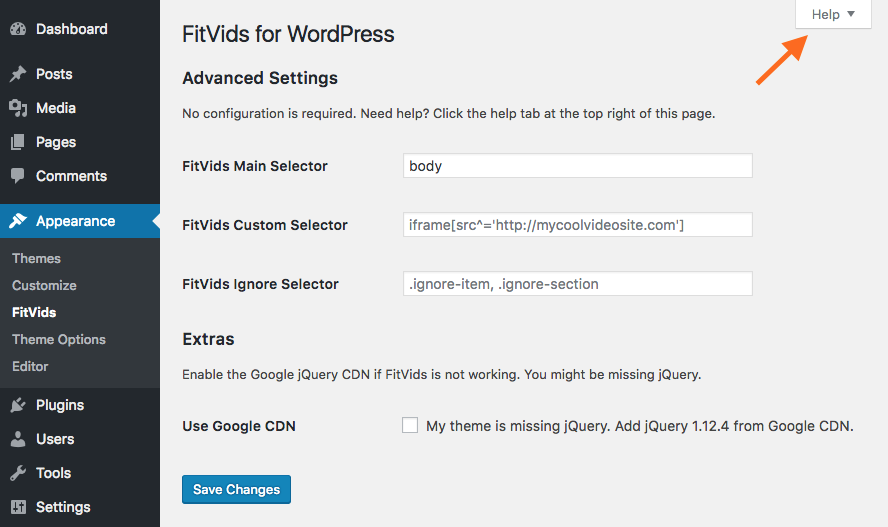 Dashboard
Posts
Media
Pages
Comments
Appearance
Themes
Customize
FitVids
Theme Options
Editor
Plugins
Users
Tools
Settings
Help
FitVids for WordPress
Advanced Settings
No configuration is required. Need help? Click the help tab at the top right of this page.
FitVids Main Selector
body
FitVids Custom Selector
iframe[src^='http://mycoolvideosite.com']
FitVids Ignore Selector
.ignore-item, .ignore-section
Extras
Enable the Google jQuery CDN if FitVids is not working. You might be missing jQuery.
Use Google CDN
My theme is missing jQuery. Add jQuery 1.12.4 from Google CDN.
Save Changes